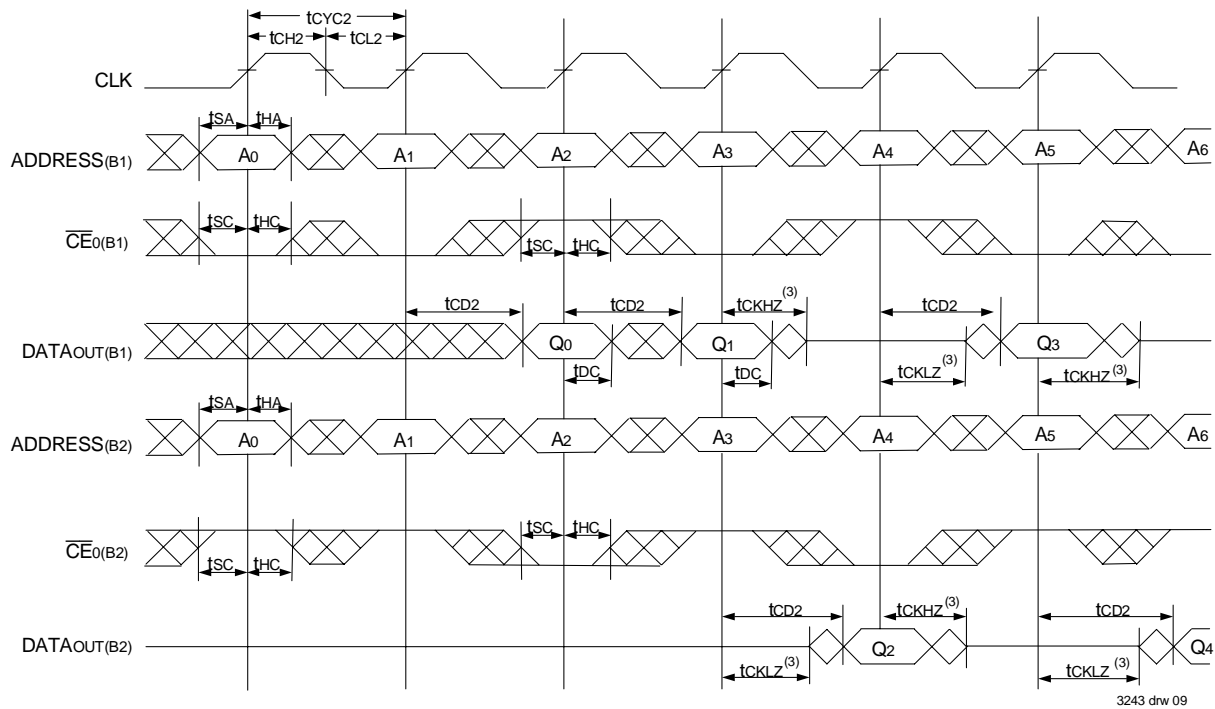 tCYC2
tCH2 tCL2
CLK
tSA tHA
ADDRESS(B1) A0 A1 A2 A3 A4 A5 A6
tSC tHC
CE0(B1)
tSC tHC
tCD2 tCD2 tCKHZ(3) tCD2
DATAOUT(B1) Q0 Q1 Q3
tDC tDC tCKLZ(3) tCKHZ(3)
tSA tHA
ADDRESS(B2) A0 A1 A2 A3 A4 A5 A6
tSC tHC
CE0(B2)
tSC tHC
tCD2 tCKHZ(3) tCD2
DATAOUT(B2) Q2 Q4
tCKLZ(3) tCKLZ(3)
3243 drw 09